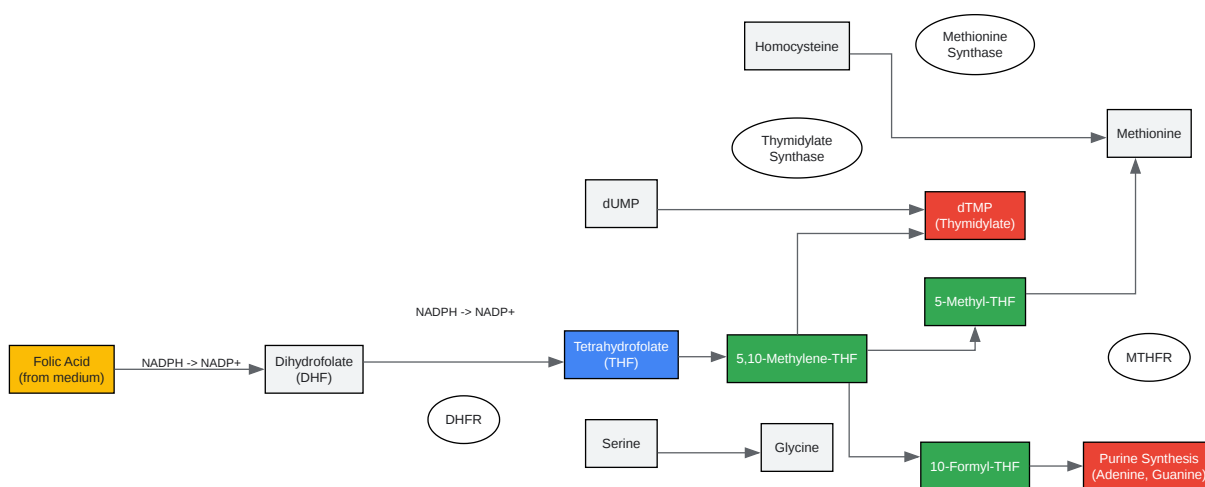 Homocysteine
Methionine
Synthase
Methionine
Thymidylate
Synthase
dUMP
dTMP
(Thymidylate)
5-Methyl-THF
NADPH -> NADP+
Folic Acid
(from medium)
NADPH -> NADP+
Dihydrofolate
(DHF)
Tetrahydrofolate
(THF)
5,10-Methylene-THF
MTHFR
DHFR
Serine
Glycine
10-Formyl-THF
Purine Synthesis
(Adenine, Guanine)